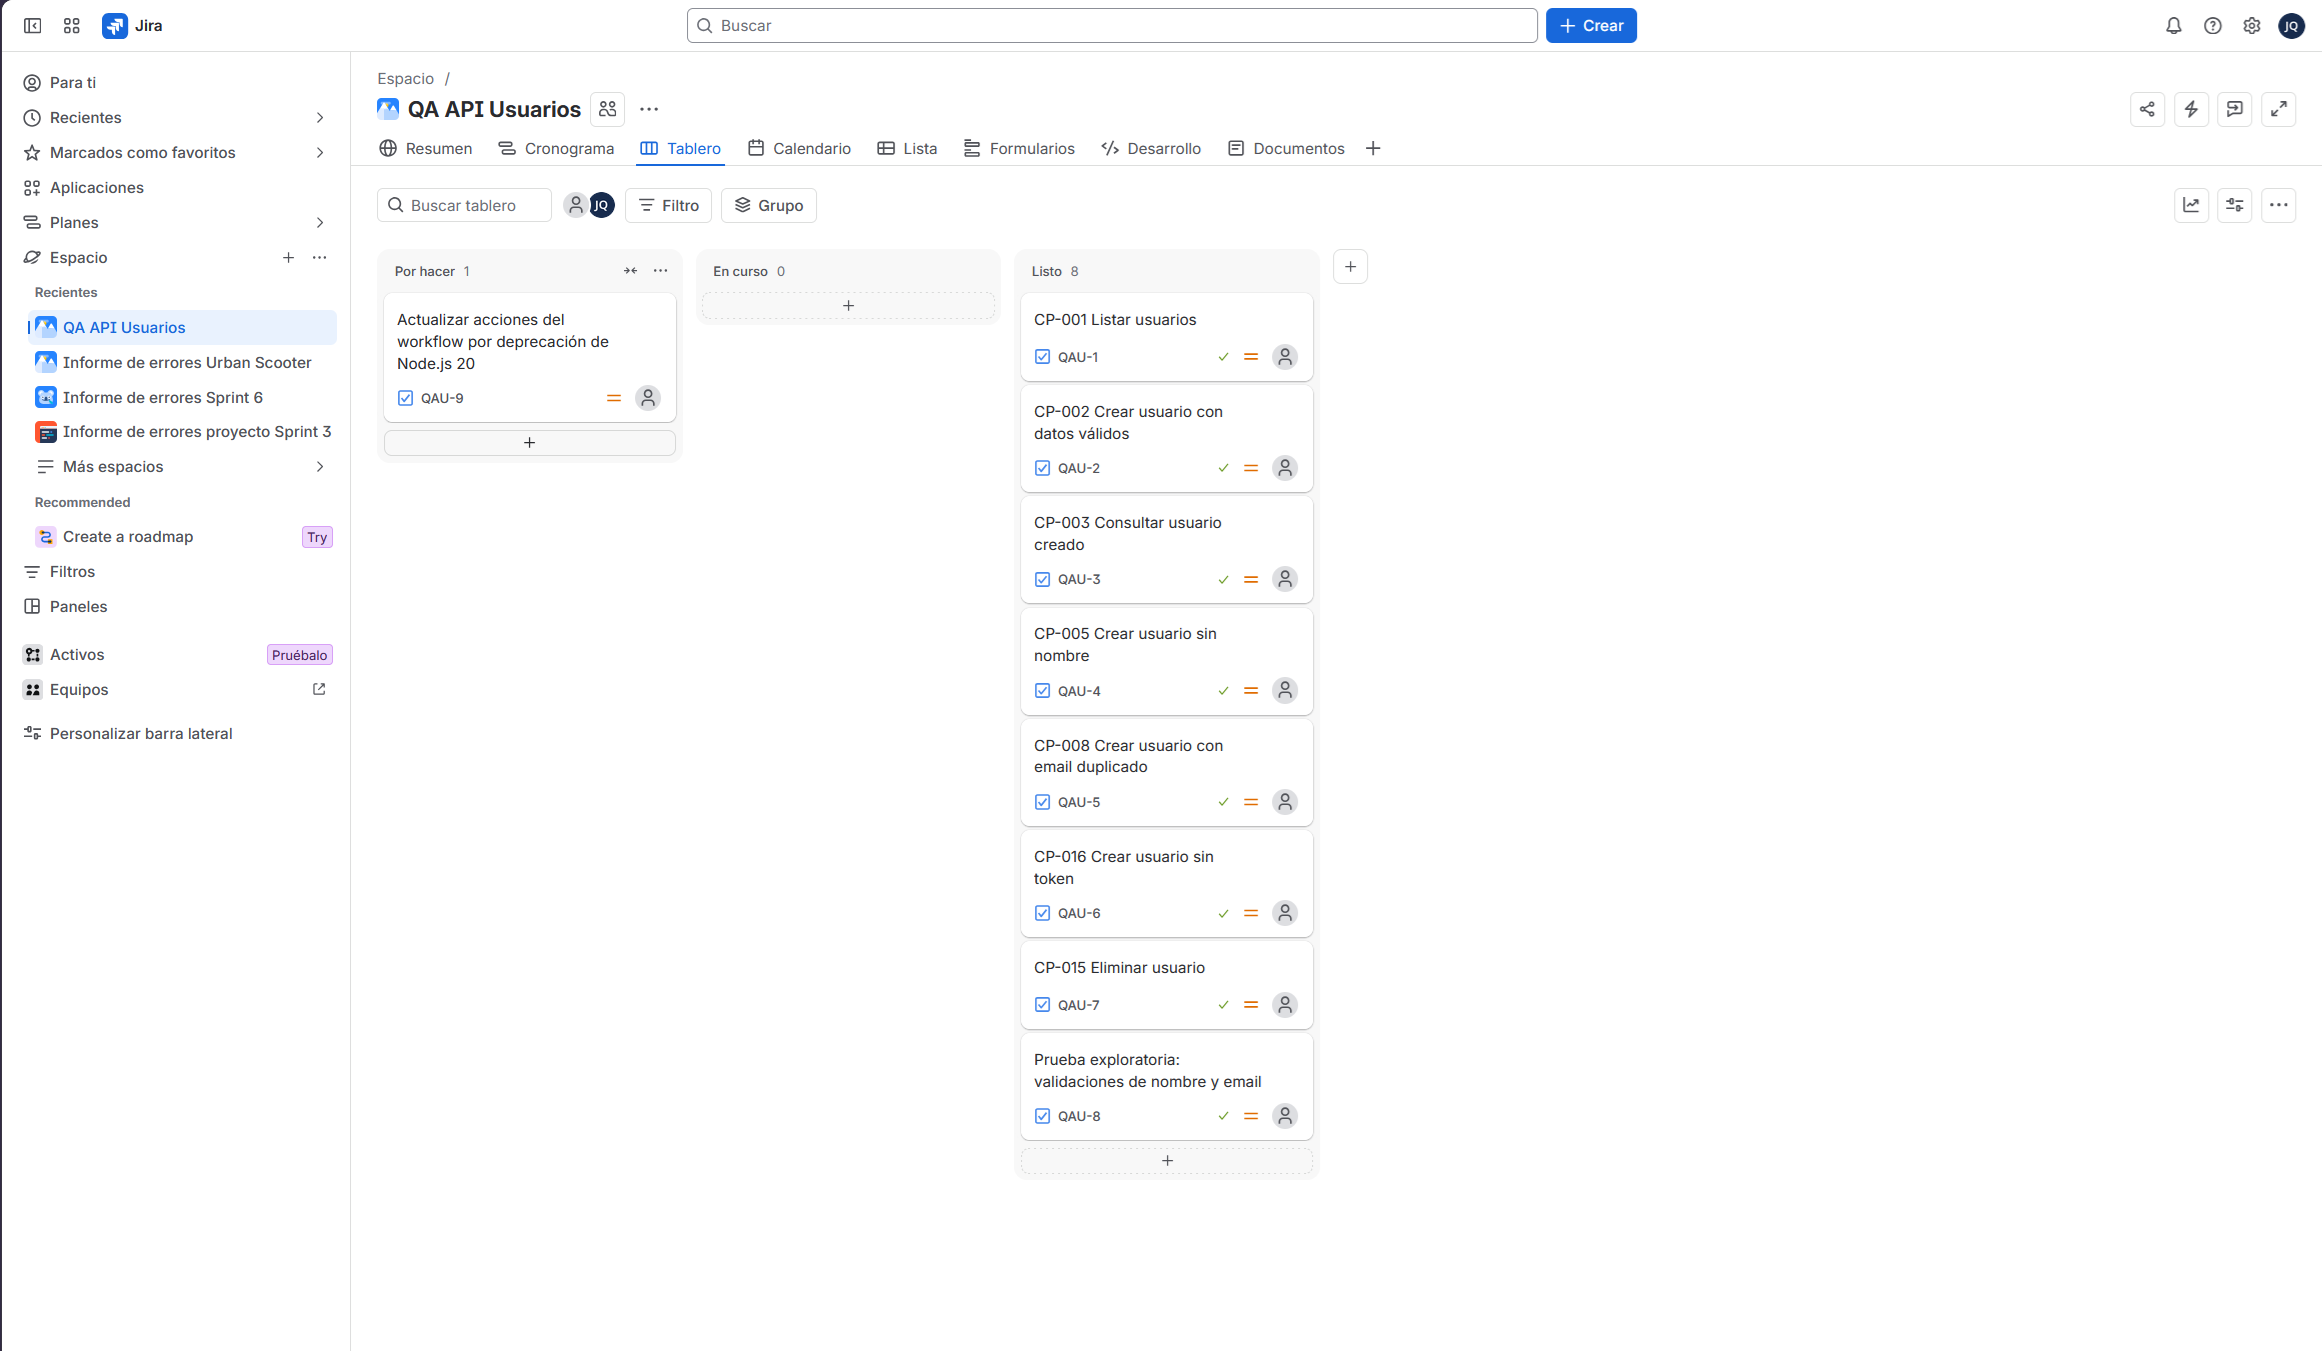 Jira
Buscar
Crear
JQ
Para ti
Recientes
Marcados como favoritos
Aplicaciones
Planes
Espacio
Recientes
QA API Usuarios
Informe de errores Urban Scooter
Informe de errores Sprint 6
Informe de errores proyecto Sprint 3
Más espacios
Recommended
Create a roadmap
Try
Filtros
Paneles
Activos
Pruébalo
Equipos
Personalizar barra lateral
Espacio /
QA API Usuarios
Resumen
Cronograma
Tablero
Calendario
Lista
Formularios
Desarrollo
Documentos
Buscar tablero
JQ
Filtro
Grupo
Por hacer 1
Actualizar acciones del
workflow por deprecación de
Node.js 20
QAU-9
En curso 0
Listo 8
CP-001 Listar usuarios
QAU-1
CP-002 Crear usuario con
datos válidos
QAU-2
CP-003 Consultar usuario
creado
QAU-3
CP-005 Crear usuario sin
nombre
QAU-4
CP-008 Crear usuario con
email duplicado
QAU-5
CP-016 Crear usuario sin
token
QAU-6
CP-015 Eliminar usuario
QAU-7
Prueba exploratoria:
validaciones de nombre y email
QAU-8